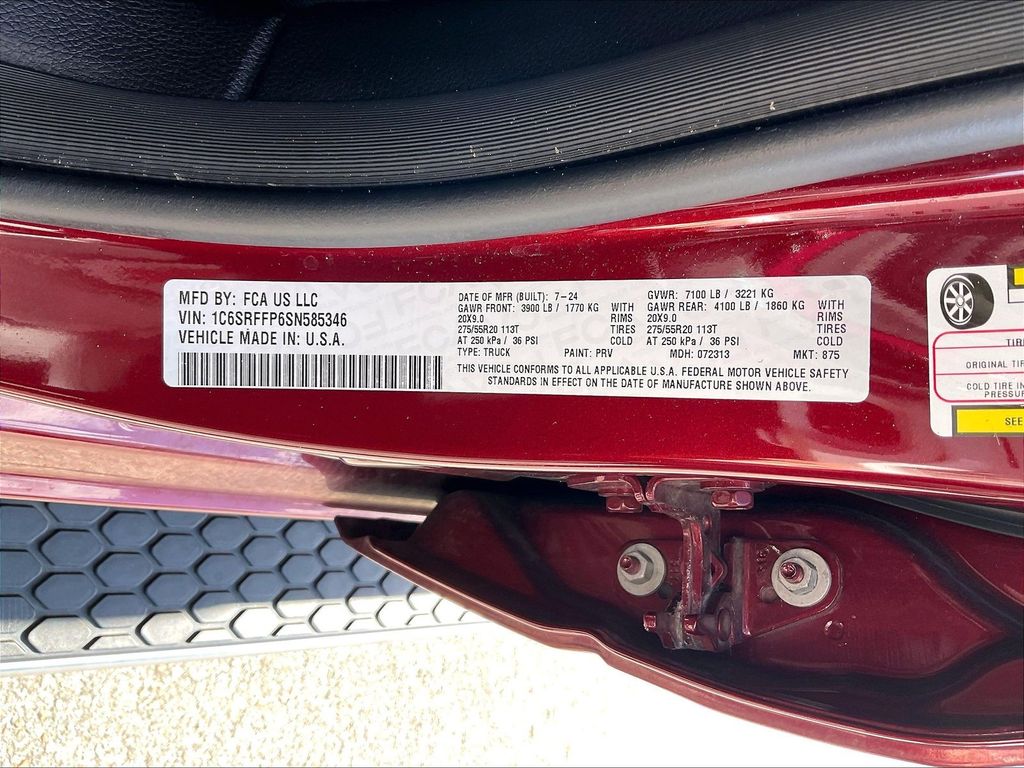 MFD BY: FCA US LLC
VIN: 1C6SRFFP6SN585346
VEHICLE MADE IN: U.S.A.
DATE OF MFR (BUILT): 7-24 GVWR: 7100 LB / 3221 KG
GAWR FRONT: 3900 LB / 1770 KG WITH GAWR REAR: 4100 LB / 1860 KG WITH
20X9.0 RIMS 20X9.0 RIMS
275/55R20 113T TIRES 275/55R20 113T TIRES
AT 250 kPa / 36 PSI COLD AT 250 kPa / 36 PSI COLD
TYPE: TRUCK PAINT: PRV MDH: 072313 MKT: 875
THIS VEHICLE CONFORMS TO ALL APPLICABLE U.S.A. FEDERAL MOTOR VEHICLE SAFETY
STANDARDS IN EFFECT ON THE DATE OF MANUFACTURE SHOWN ABOVE.
TIR
ORIGINAL TIR
COLD TIRE IN
PRESSUR
SEE